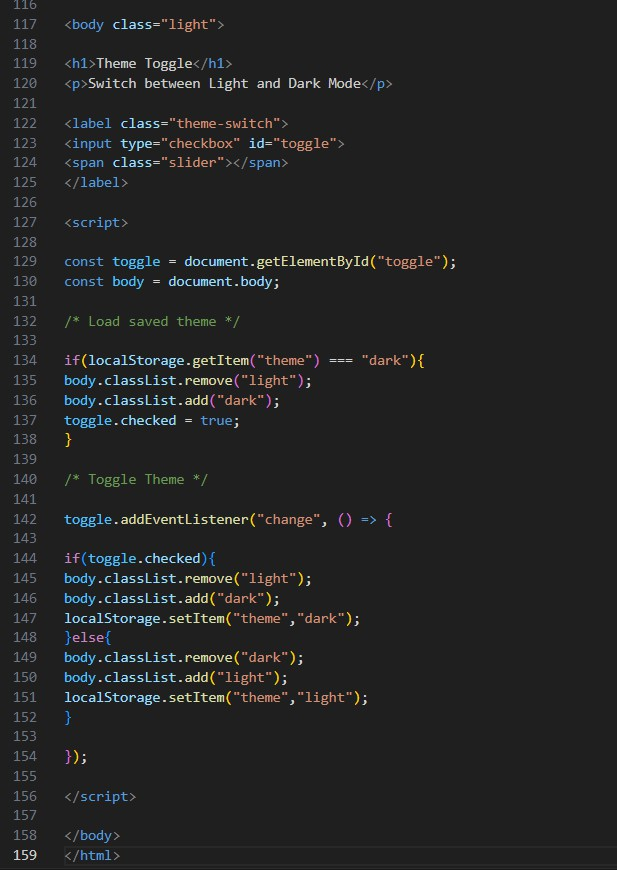 116
117 <body class="light">
118
119 <h1>Theme Toggle</h1>
120 <p>Switch between Light and Dark Mode</p>
121
122 <label class="theme-switch">
123 <input type="checkbox" id="toggle">
124 <span class="slider"></span>
125 </label>
126
127 <script>
128
129 const toggle = document.getElementById("toggle");
130 const body = document.body;
131
132 /* Load saved theme */
133
134 if(localStorage.getItem("theme") === "dark"){
135 body.classList.remove("light");
136 body.classList.add("dark");
137 toggle.checked = true;
138 }
139
140 /* Toggle Theme */
141
142 toggle.addEventListener("change", () => {
143
144 if(toggle.checked){
145 body.classList.remove("light");
146 body.classList.add("dark");
147 localStorage.setItem("theme","dark");
148 }else{
149 body.classList.remove("dark");
150 body.classList.add("light");
151 localStorage.setItem("theme","light");
152 }
153
154 });
155
156 </script>
157
158 </body>
159 </html>